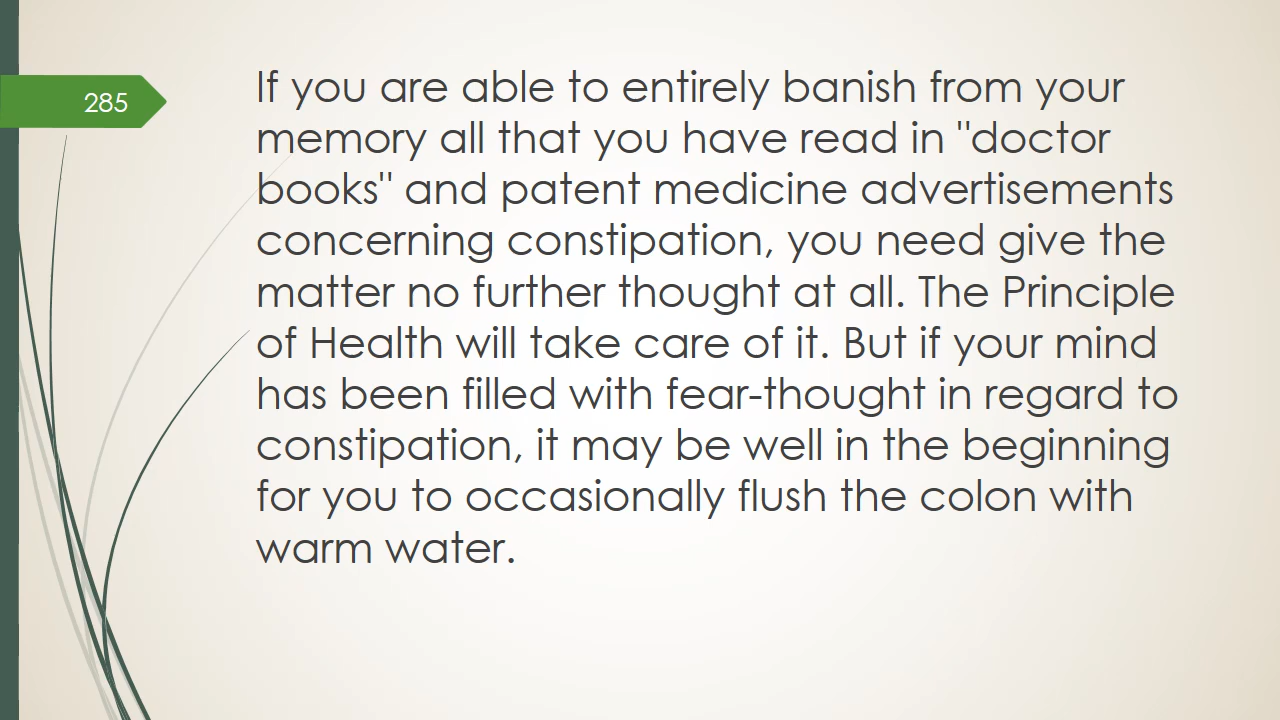 285
If you are able to entirely banish from your
memory all that you have read in "doctor
books" and patent medicine advertisements
concerning constipation, you need give the
matter no further thought at all. The Principle
of Health will take care of it. But if your mind
has been filled with fear-thought in regard to
constipation, it may be well in the beginning
for you to occasionally flush the colon with
warm water.